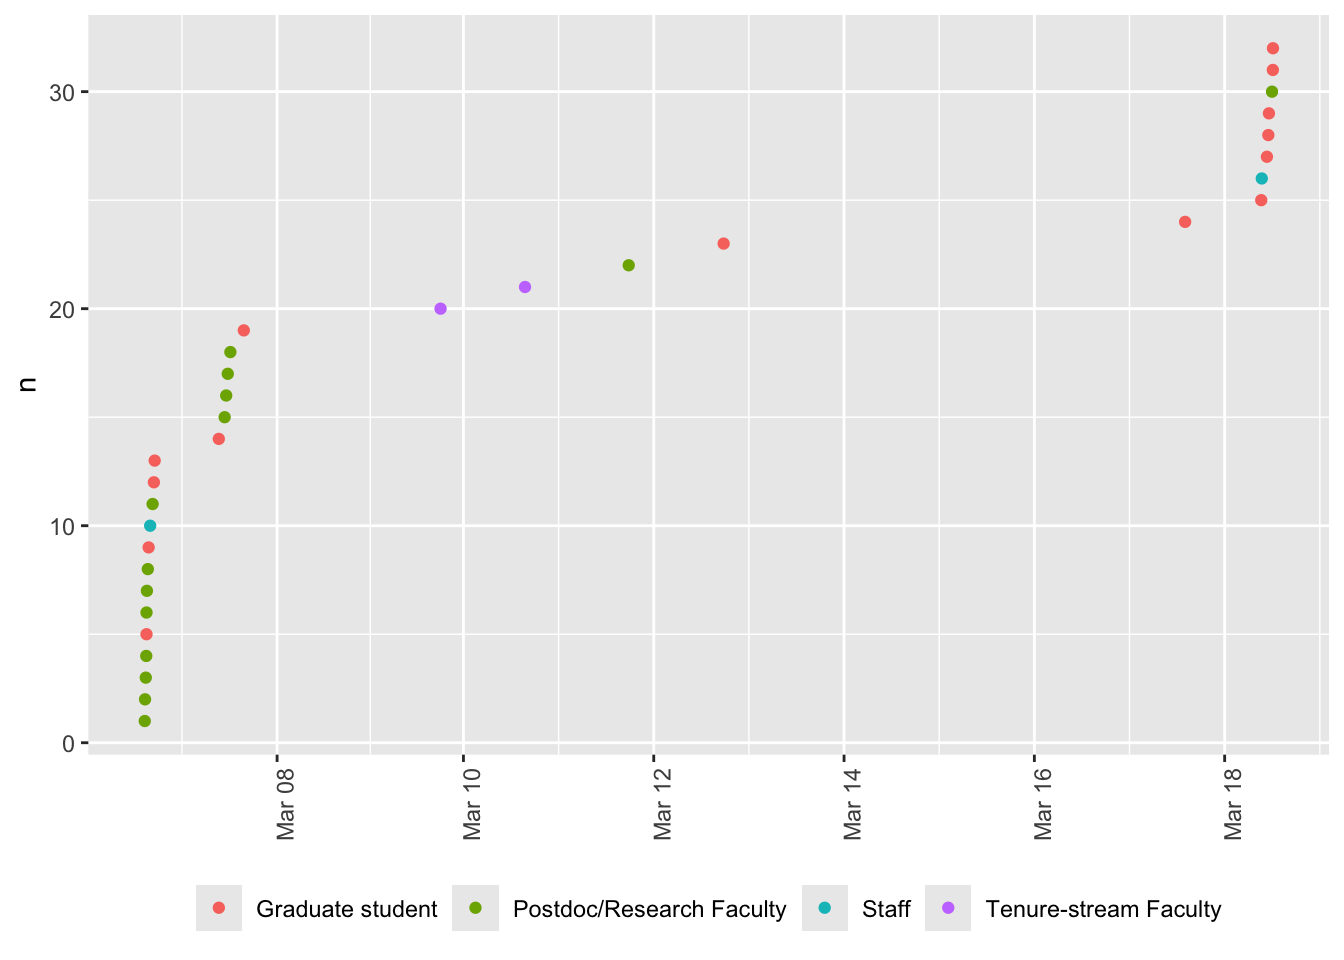 30
20
n
10
0
Mar 08
Mar 10
Mar 12
Mar 14
Mar 16
Mar 18
Graduate student Postdoc/Research Faculty Staff Tenure-stream Faculty